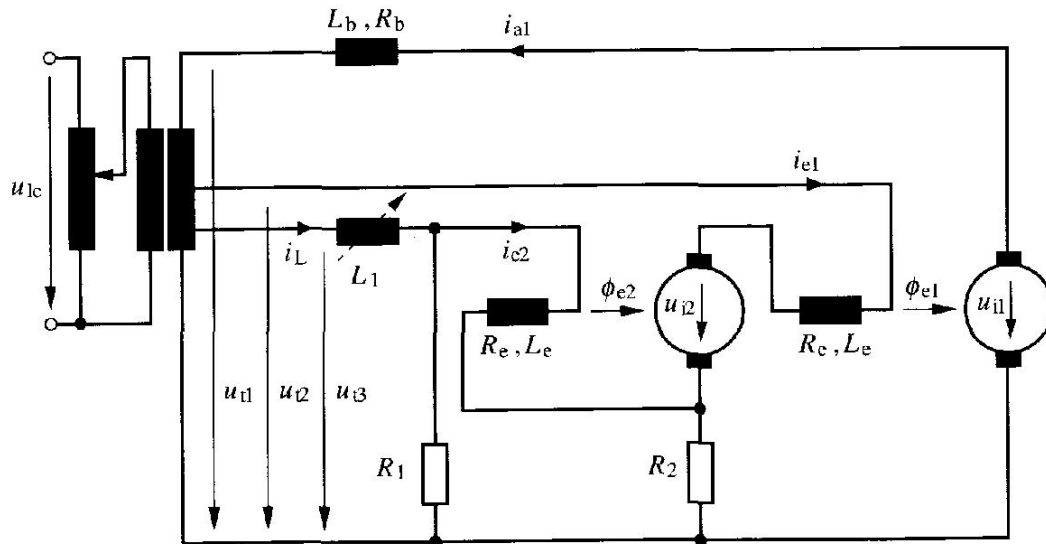 L_b, R_b
i_a1
u_1c
i_e1
i_L
L_1
i_c2
ϕ_e2
u_i2
ϕ_e1
u_i1
R_e, L_e
R_c, L_e
u_t1
u_t2
u_t3
R_1
R_2